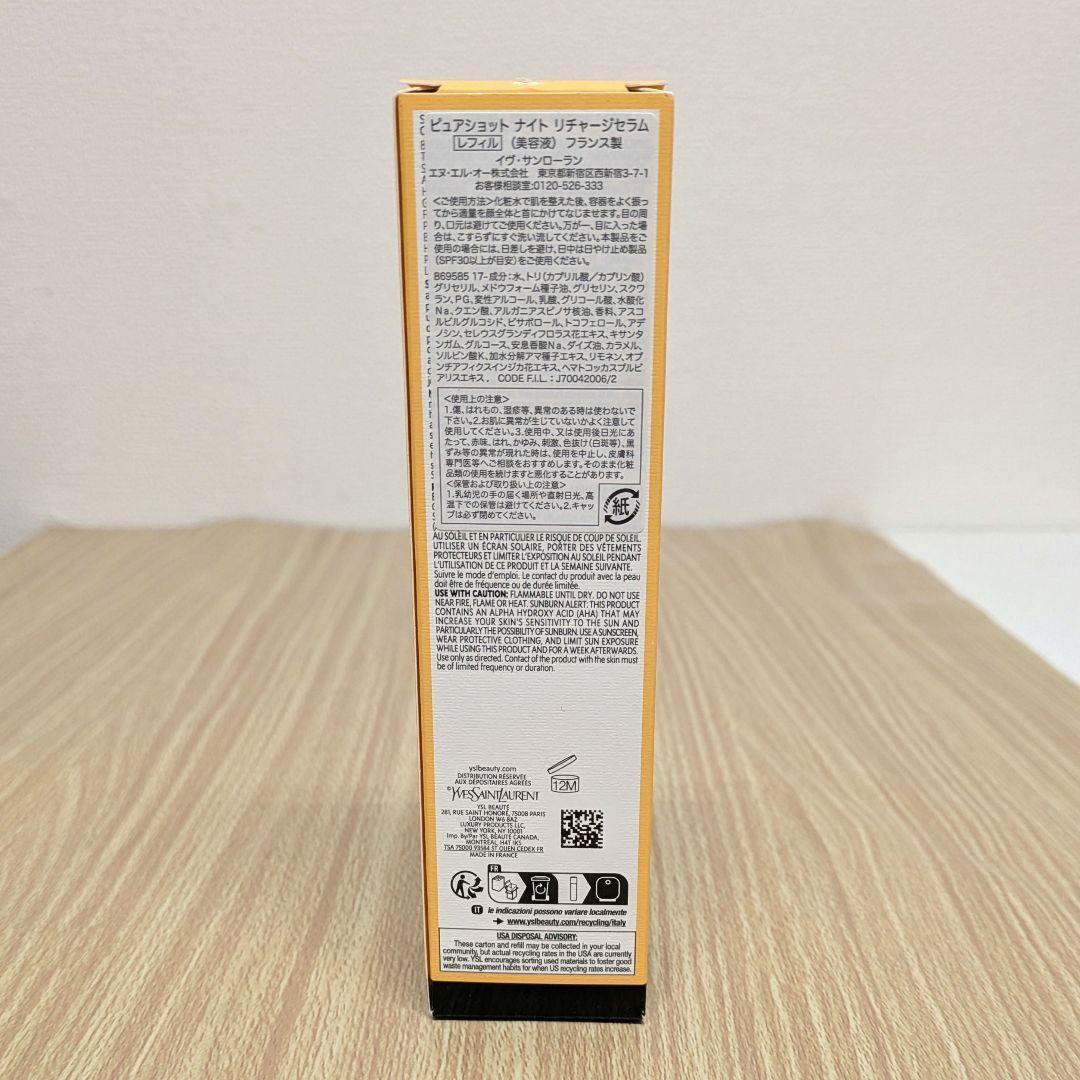 ピュアショット ナイト リチャージセラム
レフィル (美容液) フランス製
イヴ・サンローラン
エヌ・エル・オー株式会社 東京都新宿区西新宿3-7-1
お客様相談室:0120-526-333
<ご使用方法>化粧水で肌を整えた後、容器をよく振っ
てから適量を顔全体と首にかけてなじませます。目の周
り、口元は避けてご使用ください。万が一、目に入った場
合は、こすらずにすぐ洗い流してください。本製品をご
使用の場合には、日差しを避け、日中は日やけ止め製品
(SPF30以上が目安)をご使用ください。
B69585 17-成分:水、トリ(カプリル酸/カプリン酸)
グリセリル、メドウフォーム種子油、グリセリン、スクワ
ラン、PG、変性アルコール、乳酸、グリコール酸、水酸化
Na、クエン酸、アルガニアスピノサ核油、香料、アスコ
ルビルグルコシド、ビサボロール、トコフェロール、アデ
ノシン、セレウスグランディフロラス花エキス、キサンタ
ンガム、グルコース、安息香酸Na、ダイズ油、カラメル、
ソルビン酸K、加水分解アマ種子エキス、リモネン、オプ
ンチアフィクスインジカ花エキス、ヘマトコッカスプルビ
アリスエキス. CODE F.I.L.: J70042006/2
<使用上の注意>
1.傷、はれもの、湿疹等、異常のある時は使わないで
下さい。2.お肌に異常が生じていないかよく注意して
使用してください。3.使用中、又は使用後日光にあ
たって、赤味、はれ、かゆみ、刺激、色抜け(白斑等)、黒
ずみ等の異常が現れた時は、使用を中止し、皮膚科
専門医等へご相談をおすすめします。そのまま化粧
品類の使用を続けますと悪化することがあります。
<保管および取り扱い上の注意>
1.乳幼児の手の届く場所や直射日光、高
温下での保管は避けてください。2.キャッ
プは必ず閉めてください。
紙
AU SOLEIL ET EN PARTICULIER LE RISQUE DE COUP DE SOLEIL.
UTILISER UN ÉCRAN SOLAIRE, PORTER DES VÊTEMENTS
PROTECTEURS ET LIMITER L'EXPOSITION AU SOLEIL PENDANT
L'UTILISATION DE CE PRODUIT ET LA SEMAINE SUIVANTE.
Suivre le mode d'emploi. Le contact du produit avec la peau
doit être de fréquence ou de durée limitée.
USE WITH CAUTION: FLAMMABLE UNTIL DRY. DO NOT USE
NEAR FIRE, FLAME OR HEAT. SUNBURN ALERT: THIS PRODUCT
CONTAINS AN ALPHA HYDROXY ACID (AHA) THAT MAY
INCREASE YOUR SKIN'S SENSITIVITY TO THE SUN AND
PARTICULARLY THE POSSIBILITY OF SUNBURN. USE A SUNSCREEN,
WEAR PROTECTIVE CLOTHING, AND LIMIT SUN EXPOSURE
WHILE USING THIS PRODUCT AND FOR A WEEK AFTERWARDS.
Use only as directed. Contact of the product with the skin must
be of limited frequency or duration.
yslbeauty.com
DISTRIBUTION RÉSERVÉE
AUX DÉPOSITAIRES AGRÉÉS
©YVESSAINTLAURENT
YSL BEAUTÉ
281, RUE SAINT HONORÉ, 75008 PARIS
LONDON W6 8AZ
LUXURY PRODUCTS LLC,
NEW YORK, NY 10001
Imp. By/Par YSL BEAUTÉ CANADA,
MONTREAL, H4T 1K5
TSA 75000 93584 ST OUEN CEDEX FR
MADE IN FRANCE
12M
FR
IT le indicazioni possono variare localmente
www.yslbeauty.com/recycling/italy
USA DISPOSAL ADVISORY:
These carton and refill may be collected in your local
community, but actual recycling rates in the USA are currently
very low. YSL encourages sorting used materials to foster good
waste management habits for when US recycling rates increase.